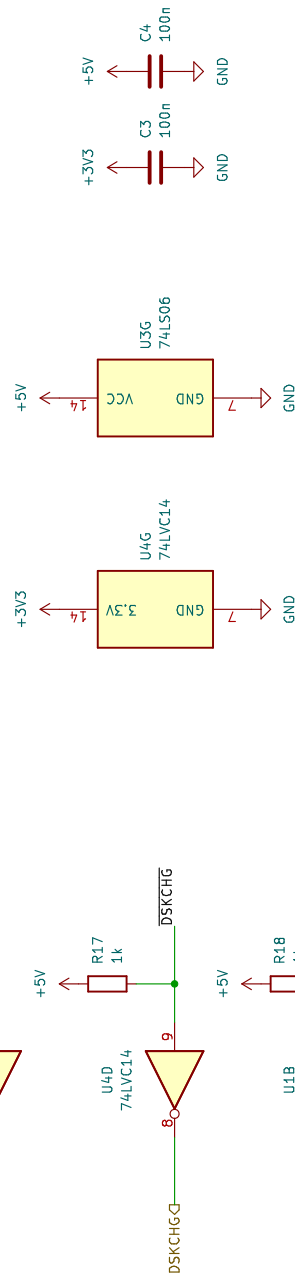 C4
100n
+5V
GND
C3
100n
+3V3
GND
U3G
74LS06
+5V
14
VCC
GND
7
GND
U4G
74LVC14
+3V3
14
3.3V
GND
7
GND
DSKCHG
R17
1k
+5V
R18
+5V
9
U4D
74LVC14
8
U1B
DSKCHG